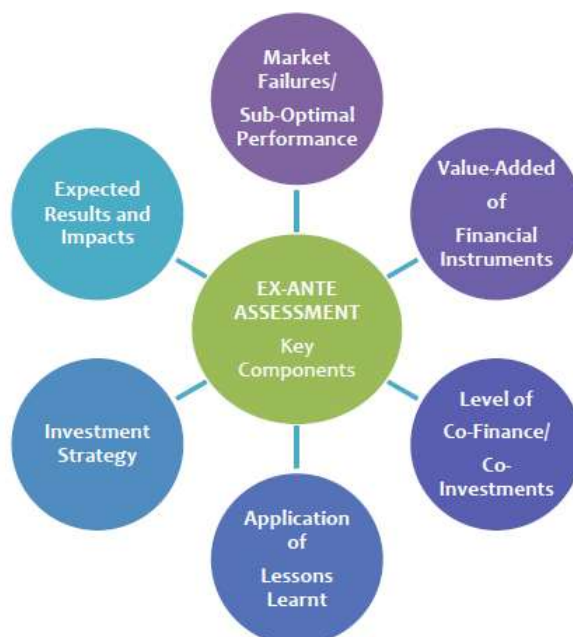 Market
Failures/
Sub-Optimal
Performance
Value-Added
of
Financial
Instruments
Level of
Co-Finance/
Co-
Investments
Application
of
Lessons
Learnt
Investment
Strategy
Expected
Results and
Impacts
EX-ANTE
ASSESSMENT
Key
Components